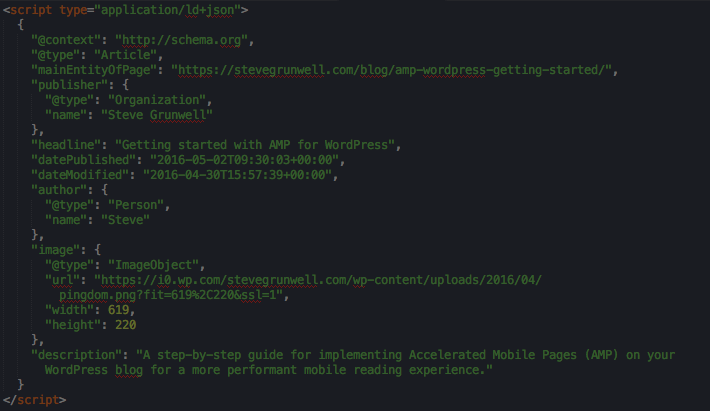 <script type="application/ld+json">
{
"@context": "http://schema.org",
"@type": "Article",
"mainEntityOfPage": "https://stevegrunwell.com/blog/amp-wordpress-getting-started/",
"publisher": {
"@type": "Organization",
"name": "Steve Grunwell"
},
"headline": "Getting started with AMP for WordPress",
"datePublished": "2016-05-02T09:30:03+00:00",
"dateModified": "2016-04-30T15:57:39+00:00",
"author": {
"@type": "Person",
"name": "Steve"
},
"image": {
"@type": "ImageObject",
"url": "https://i0.wp.com/stevegrunwell.com/wp-content/uploads/2016/04/
pingdom.png?fit=619%2C220&ssl=1",
"width": 619,
"height": 220
},
"description": "A step-by-step guide for implementing Accelerated Mobile Pages (AMP) on your
WordPress blog for a more performant mobile reading experience."
}
</script>